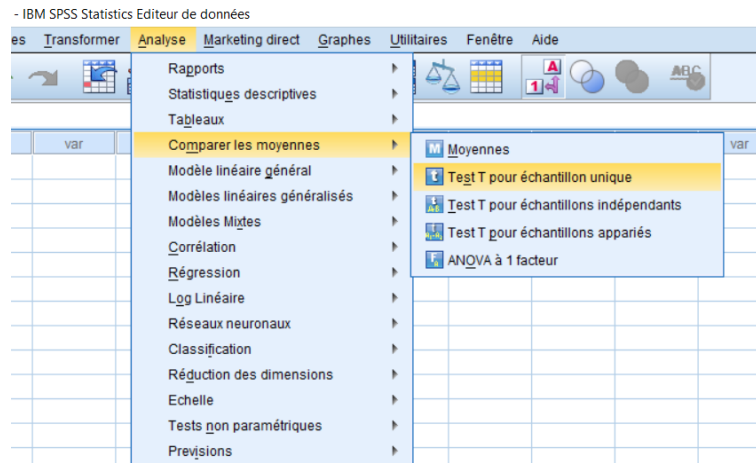 - IBM SPSS Statistics Editeur de données
es Transformer Analyse Marketing direct Graphes Utilitaires Fenêtre Aide
A
1
ABC
var
var
Rapports
Statistiques descriptives
Tableaux
Comparer les moyennes
Modèle linéaire général
Modèles linéaires généralisés
Modèles Mixtes
Corrélation
Régression
Log Linéaire
Réseaux neuronaux
Classification
Réduction des dimensions
Echelle
Tests non paramétriques
Previsions
M Moyennes
t Test T pour échantillon unique
Test T pour échantillons indépendants
Test T pour échantillons appariés
ANOVA à 1 facteur